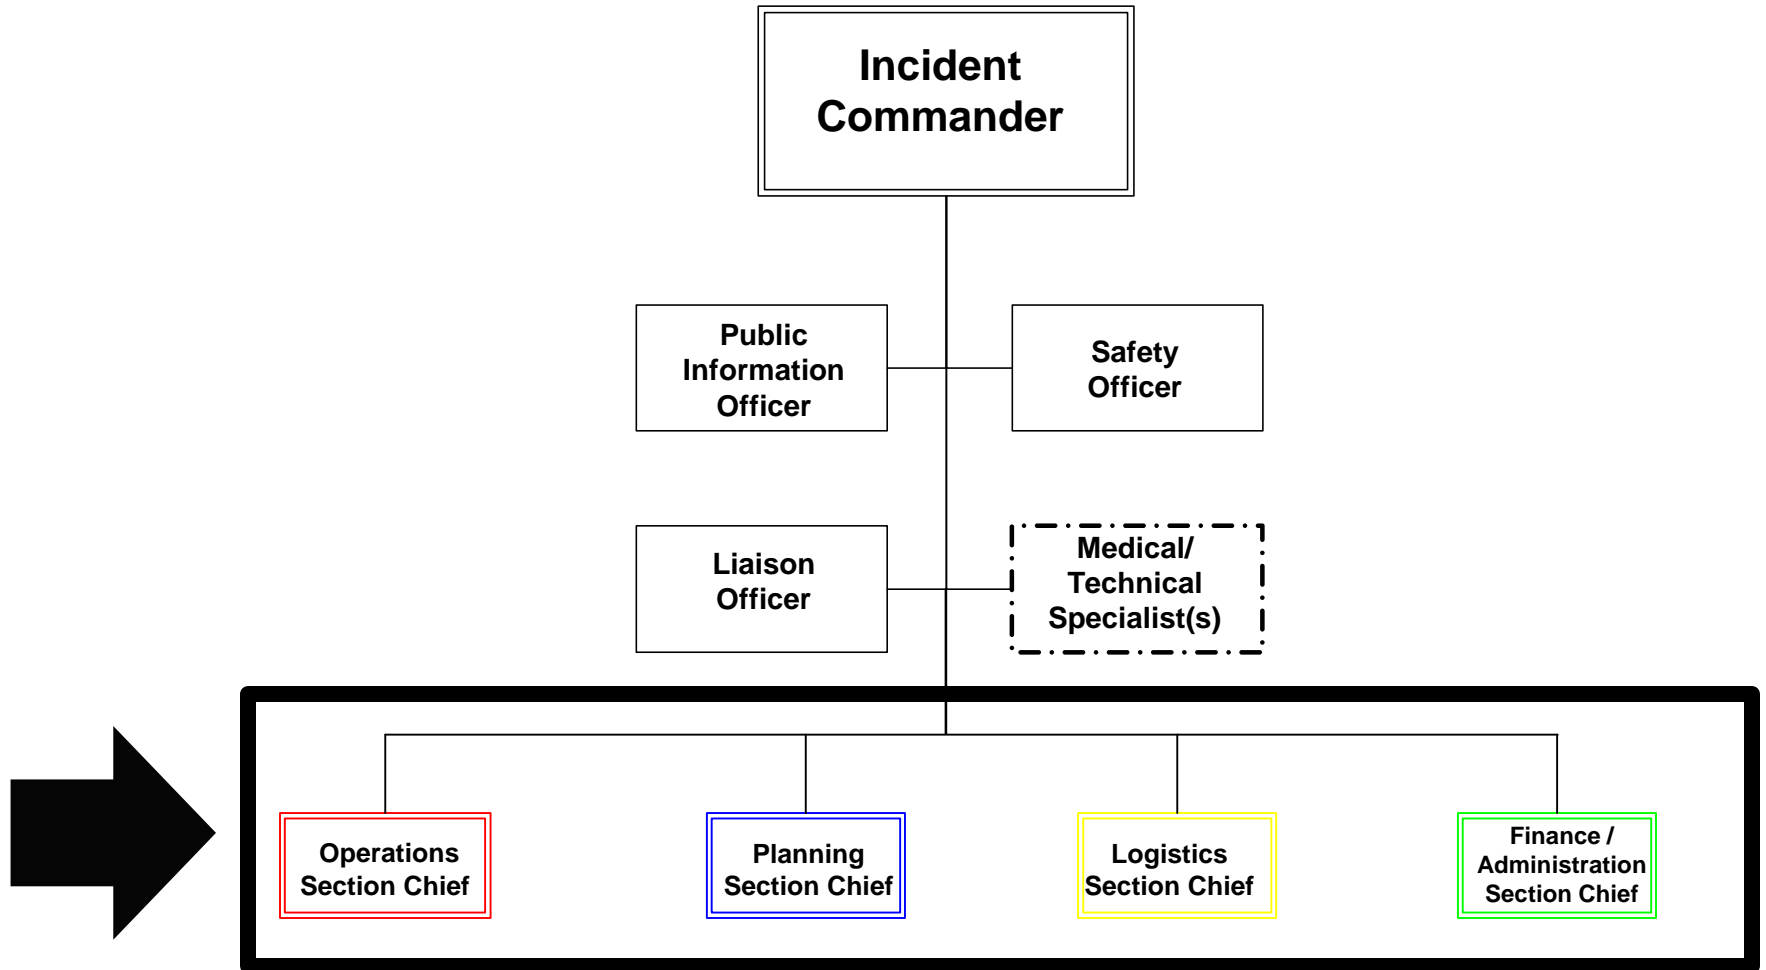 Incident
Commander
Public
Information
Officer
Safety
Officer
Liaison
Officer
Medical/
Technical
Specialist(s)
Operations
Section Chief
Planning
Section Chief
Logistics
Section Chief
Finance /
Administration
Section Chief